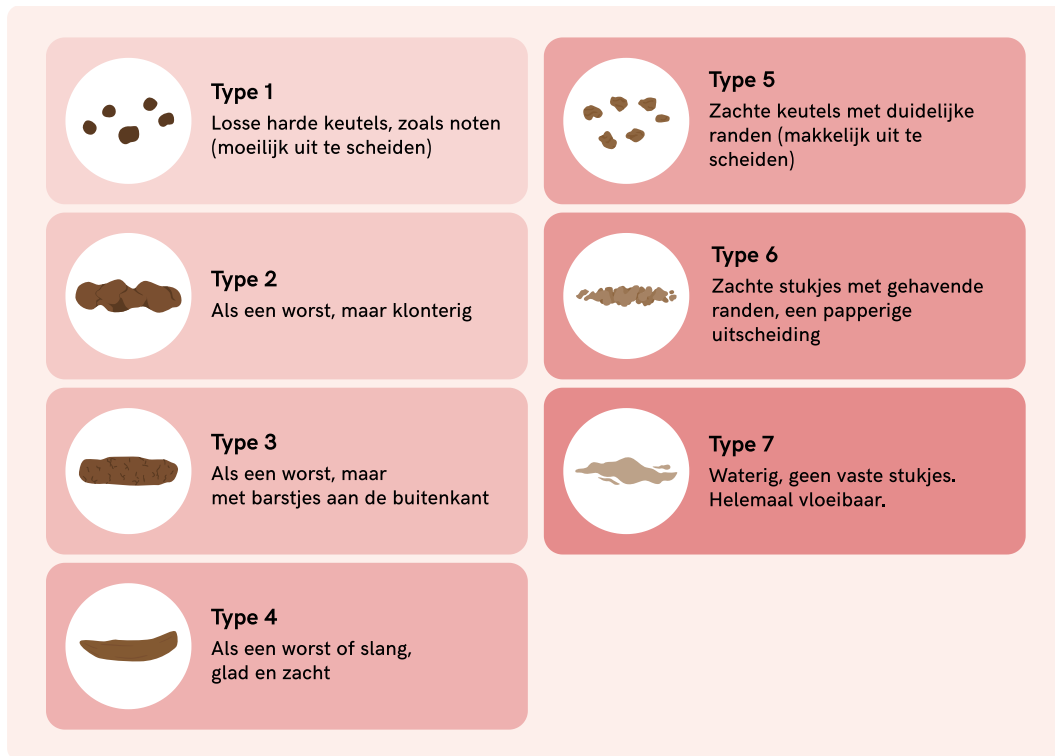 Type 1
Losse harde keutels, zoals noten
(moeilijk uit te scheiden)
Type 2
Als een worst, maar klonterig
Type 3
Als een worst, maar
met barstjes aan de buitenkant
Type 4
Als een worst of slang,
glad en zacht
Type 5
Zachte keutels met duidelijke
randen (makkelijk uit te
scheiden)
Type 6
Zachte stukjes met gehavende
randen, een papperige
uitscheiding
Type 7
Waterig, geen vaste stukjes.
Helemaal vloeibaar.